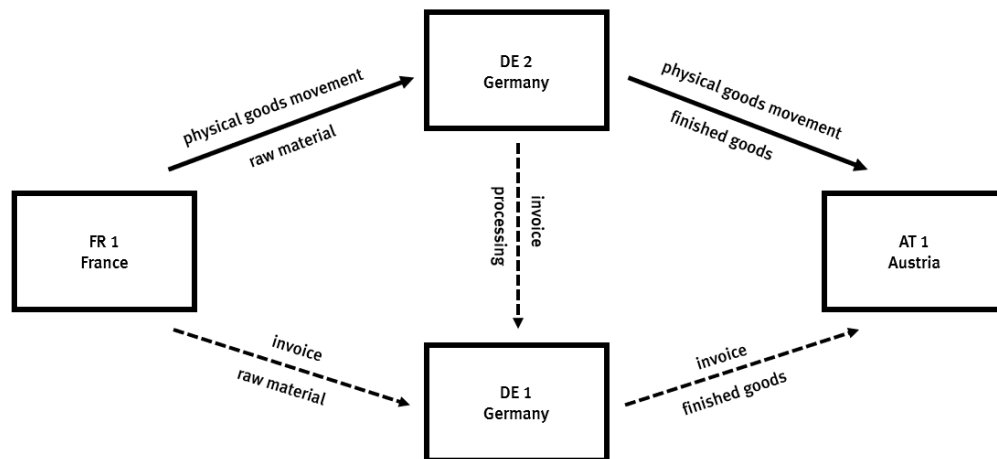 DE 2
Germany
physical goods movement
raw material
physical goods movement
finished goods
invoice
processing
FR 1
France
AT 1
Austria
invoice
raw material
DE 1
Germany
invoice
finished goods